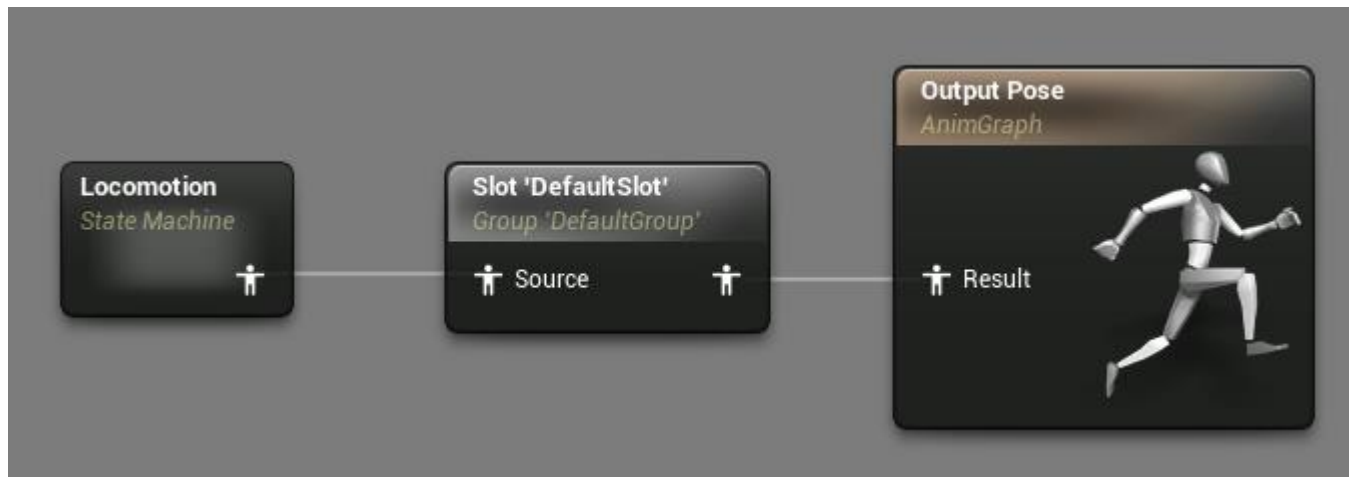 Locomotion
State Machine
Slot 'DefaultSlot'
Group 'DefaultGroup'
Source
Output Pose
AnimGraph
Result